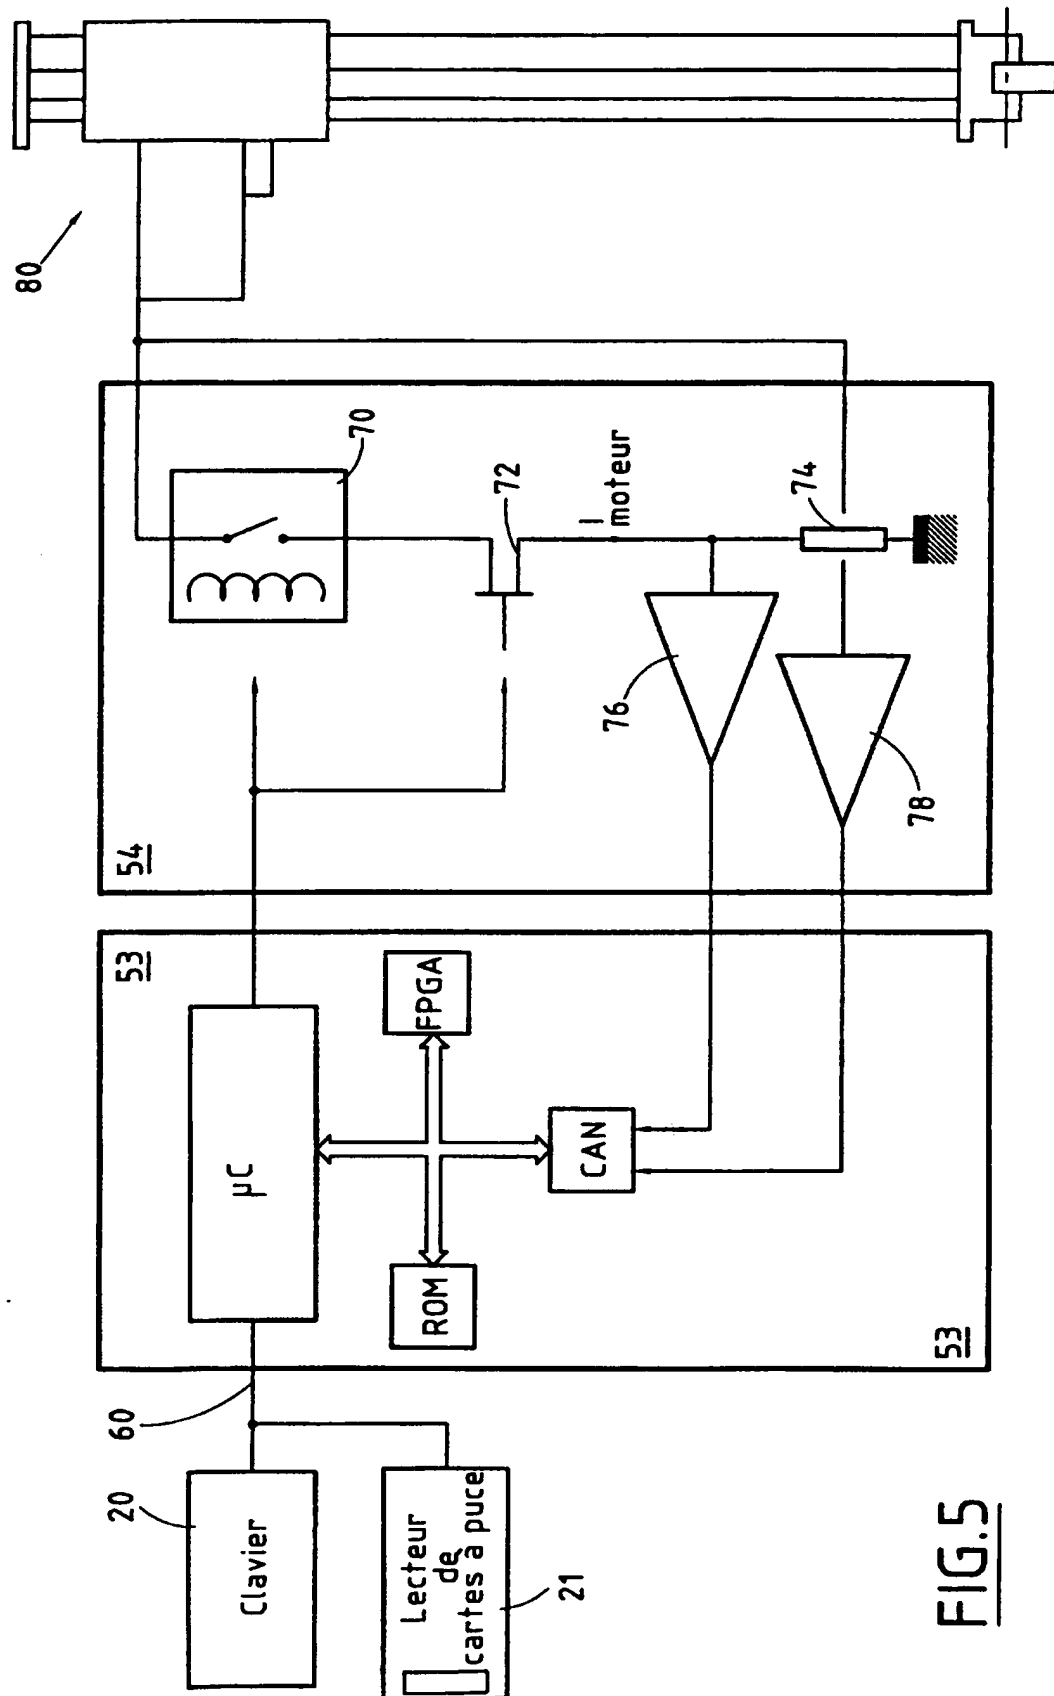 80
54
70
72
I
moteur
74
76
78
53
µC
FPGA
ROM
CAN
53
60
20
Clavier
Lecteur
de
cartes à puce
21
FIG.5